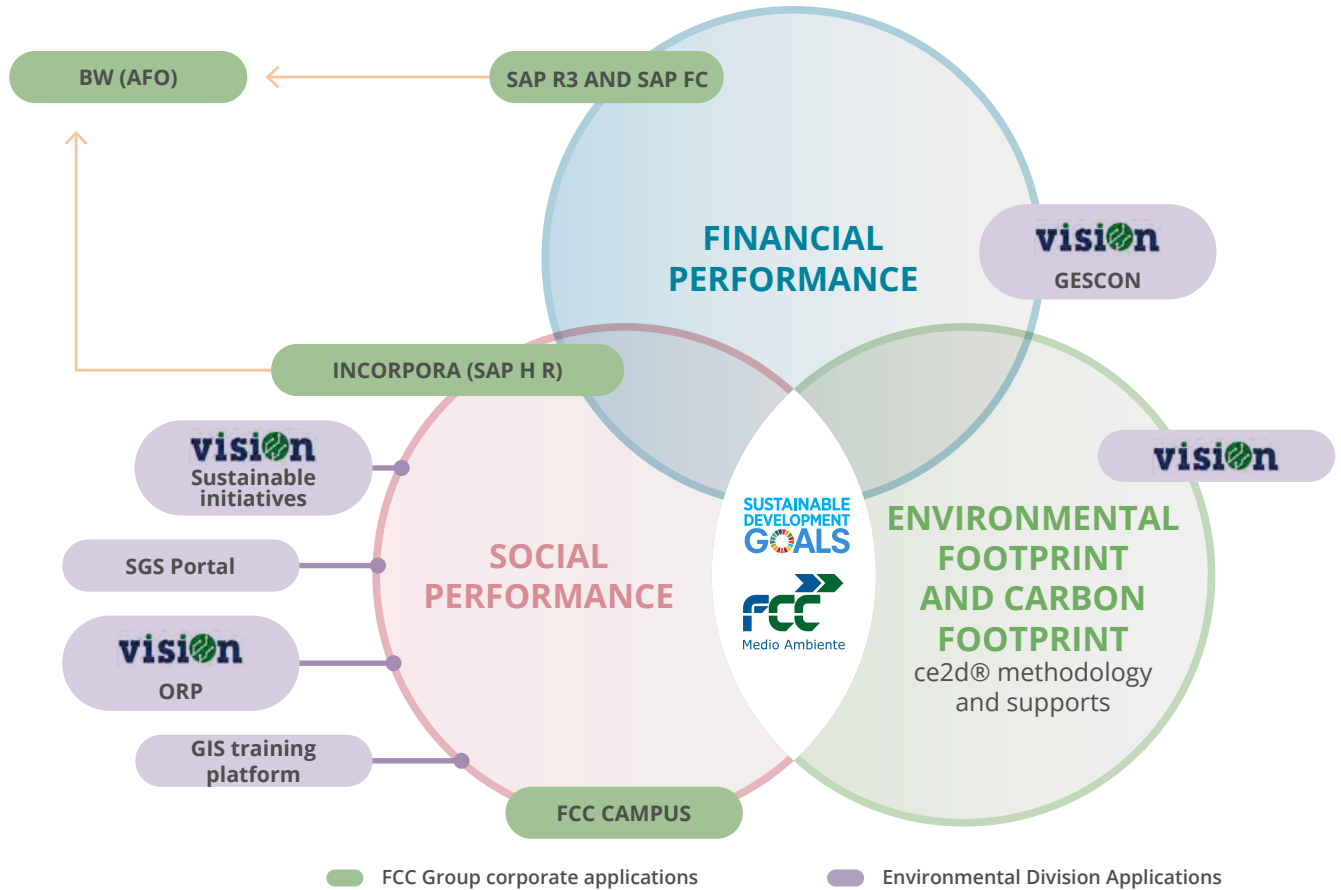 BW (AFO)
SAP R3 AND SAP FC
FINANCIAL
PERFORMANCE
vision
GESCON
INCORPORA (SAP H R)
vision
Sustainable
initiatives
vision
SUSTAINABLE
DEVELOPMENT
GOALS
ENVIRONMENTAL
FOOTPRINT
AND CARBON
FOOTPRINT
ce2d® methodology
and supports
SOCIAL
PERFORMANCE
SGS Portal
FCC
Medio Ambiente
vision
ORP
GIS training
platform
FCC CAMPUS
FCC Group corporate applications
Environmental Division Applications